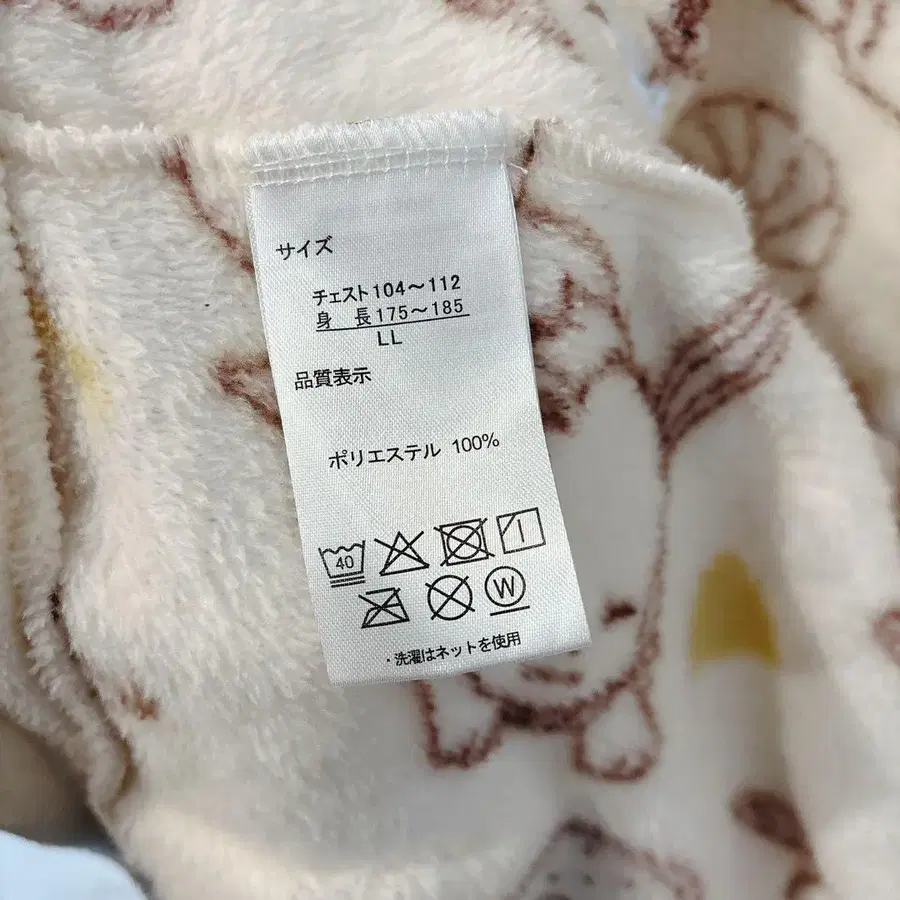 サイズ
チェスト104～112
身 長175～185
LL
品質表示
ポリエステル 100%
40
W
・洗濯はネットを使用